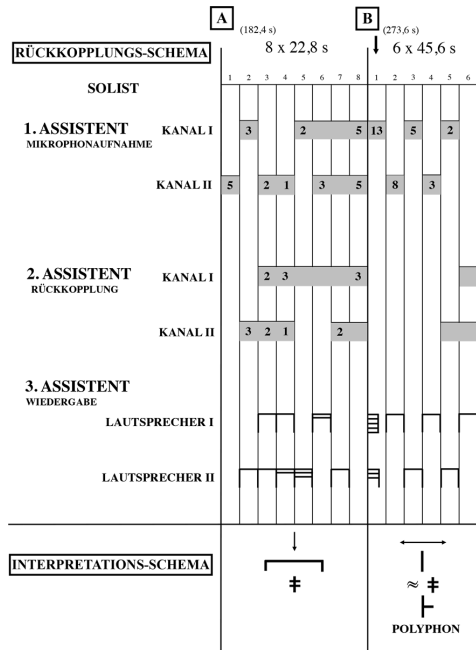 A B
(182,4 s) (273,6 s)
RÜCKKOPPLUNGS-SCHEMA 8 x 22,8 s 6 x 45,6 s
1 2 3 4 5 6 7 8 1 2 3 4 5 6
SOLIST
1. ASSISTENT KANAL I 3 2 5 13 3 2
MIKROPHONAUFNAHME
KANAL II 5 2 1 3 5 8 3
2. ASSISTENT KANAL I 2 3 3
RÜCKKOPPLUNG
KANAL II 3 2 1 2
3. ASSISTENT
WIEDERGABE
LAUTSPRECHER I
LAUTSPRECHER II
INTERPRETATIONS-SCHEMA
≈ ǂ
POLYPHON